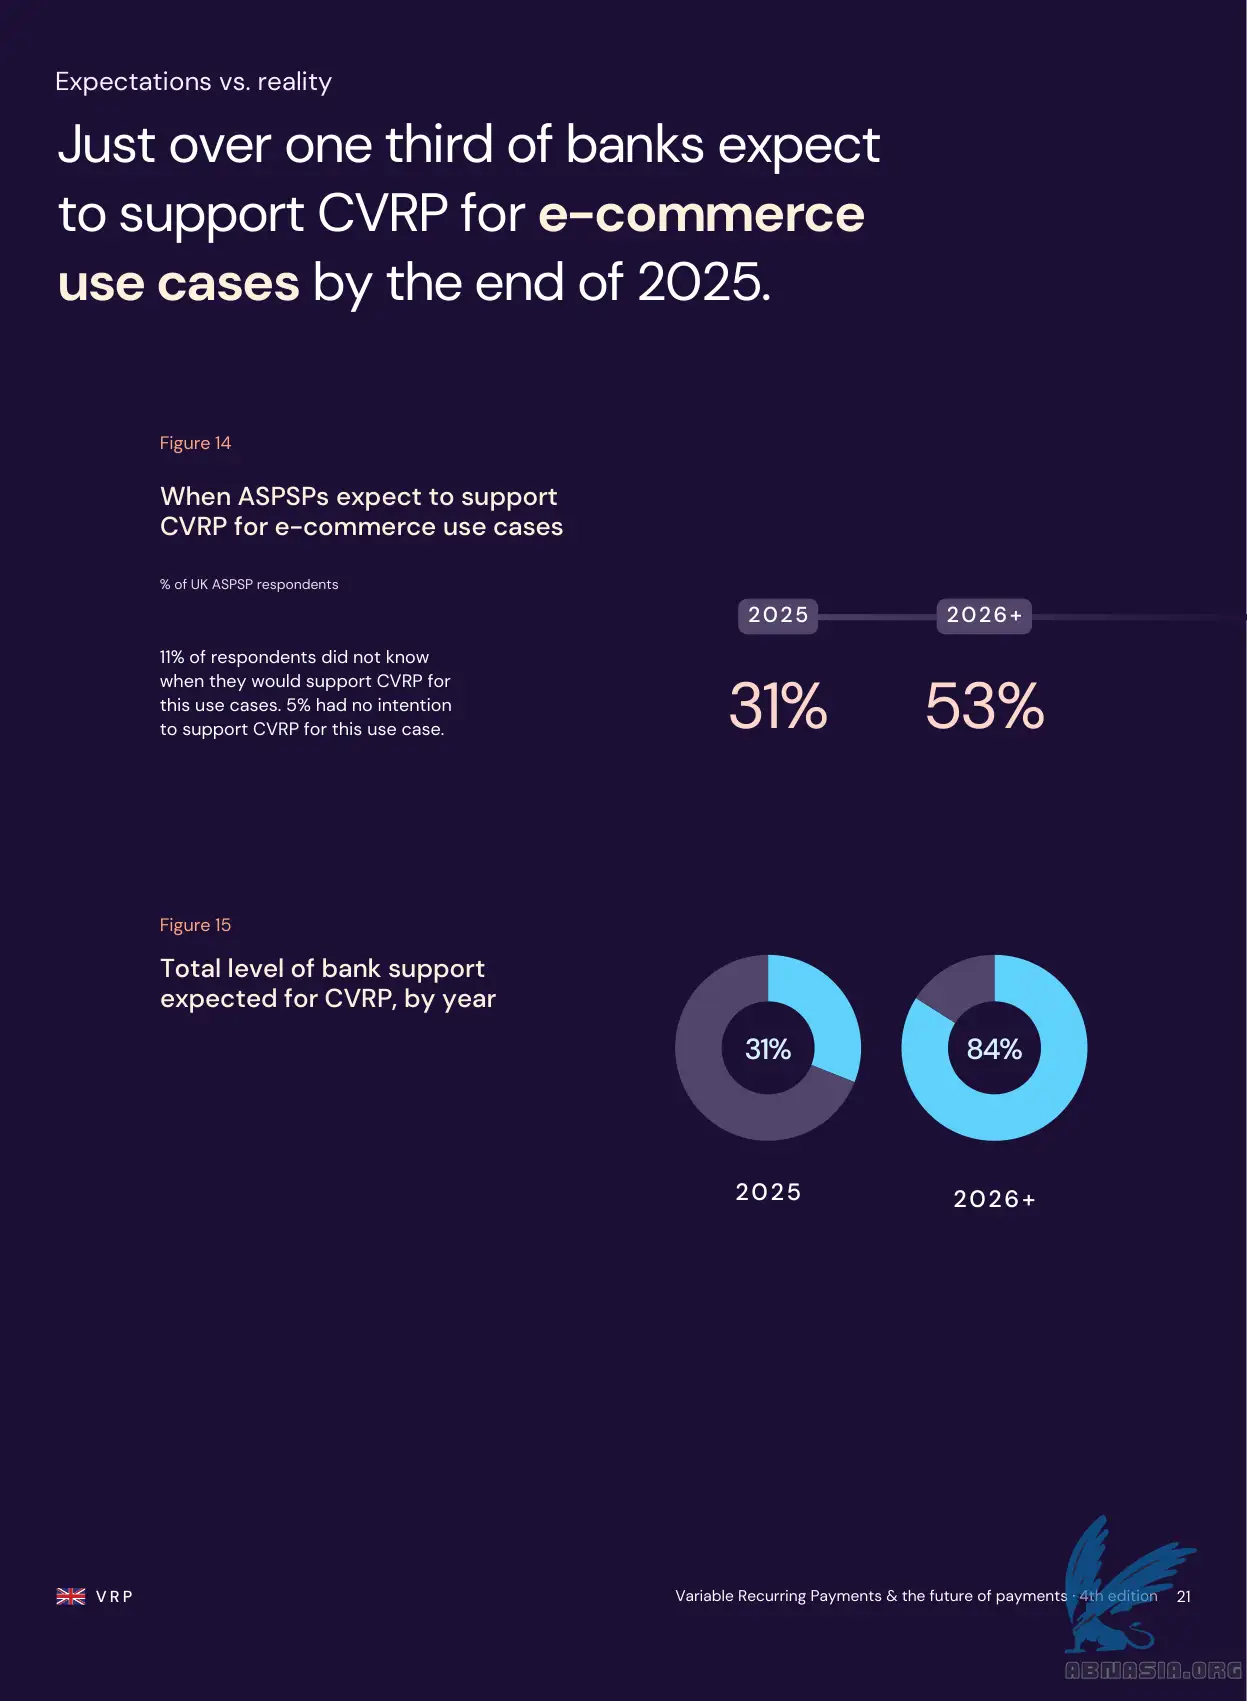 Expectations vs. reality
Just over one third of banks expect
to support CVRP for e-commerce
use cases by the end of 2025.
Figure 14
When ASPSPs expect to support
CVRP for e-commerce use cases
% of UK ASPSP respondents
11% of respondents did not know
when they would support CVRP for
this use cases. 5% had no intention
to support CVRP for this use case.
2025
2026+
31%
53%
Figure 15
Total level of bank support
expected for CVRP, by year
31%
84%
2025
2026+
VRP
Variable Recurring Payments & the future of payments · 4th edition
21
ABNASIA.ORG